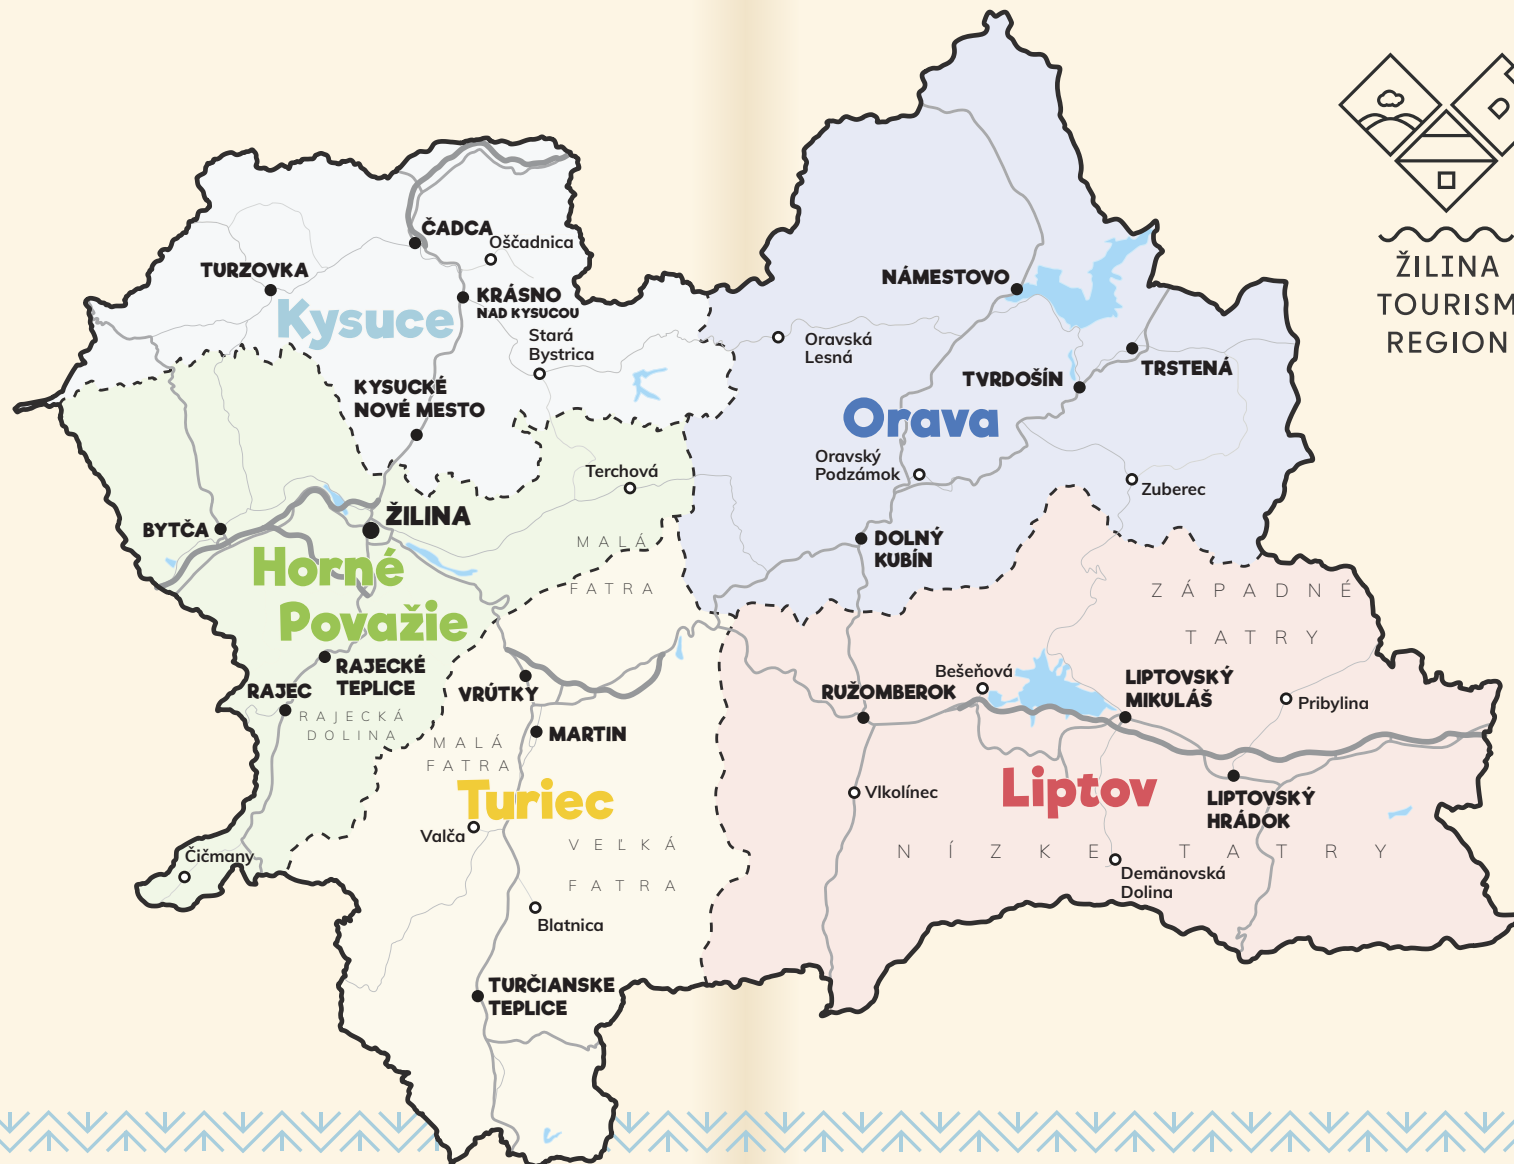 ŽILINA
TOURISM
REGION
ČADCA
Oščadnica
TURZOVKA
KRÁSNO
NAD KYSUCOU
Kysuce
Stará
Bystrica
KYSUCKÉ
NOVÉ MESTO
NÁMESTOVO
Oravská
Lesná
TRSTENÁ
TVRDOŠÍN
Orava
Oravský
Podzámok
Zuberec
DOLNÝ
KUBÍN
Terchová
ŽILINA
BYTČA
MALÁ
FATRA
Horné
Považie
RAJECKÉ
TEPLICE
RAJEC
RAJECKÁ
DOLINA
Čičmany
VRÚTKY
MARTIN
MALÁ
FATRA
Turiec
Valča
VEĽKÁ
FATRA
Blatnica
TURČIANSKE
TEPLICE
ZÁPADNÉ
TATRY
Bešeňová
LIPTOVSKÝ
MIKULÁŠ
RUŽOMBEROK
Pribylina
Liptov
Vlkolínec
LIPTOVSKÝ
HRÁDOK
NÍZKE TATRY
Demänovská
Dolina